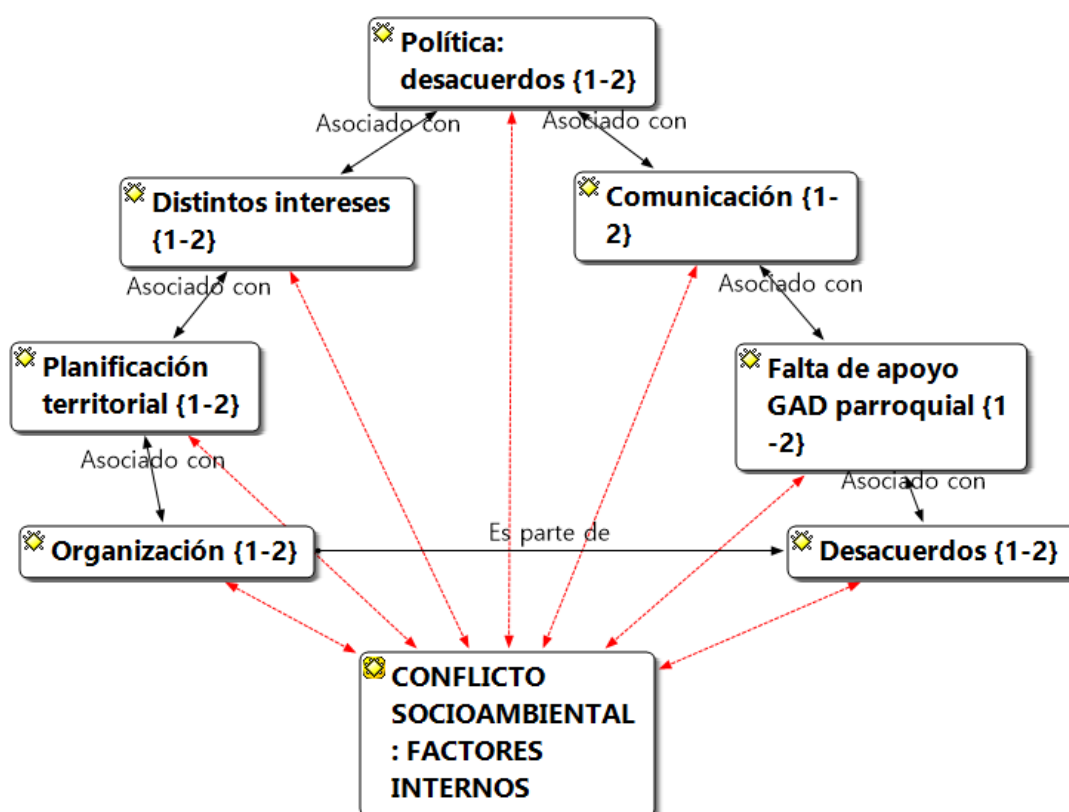 Política:
desacuerdos {1-2}
Asociado con
Asociado con
Distintos intereses
{1-2}
Comunicación {1-
2}
Asociado con
Asociado con
Planificación
territorial {1-2}
Falta de apoyo
GAD parroquial {1
-2}
Asociado con
Asociado con
Organización {1-2}
Es parte de
Desacuerdos {1-2}
CONFLICTO
SOCIOAMBIENTAL
: FACTORES
INTERNOS